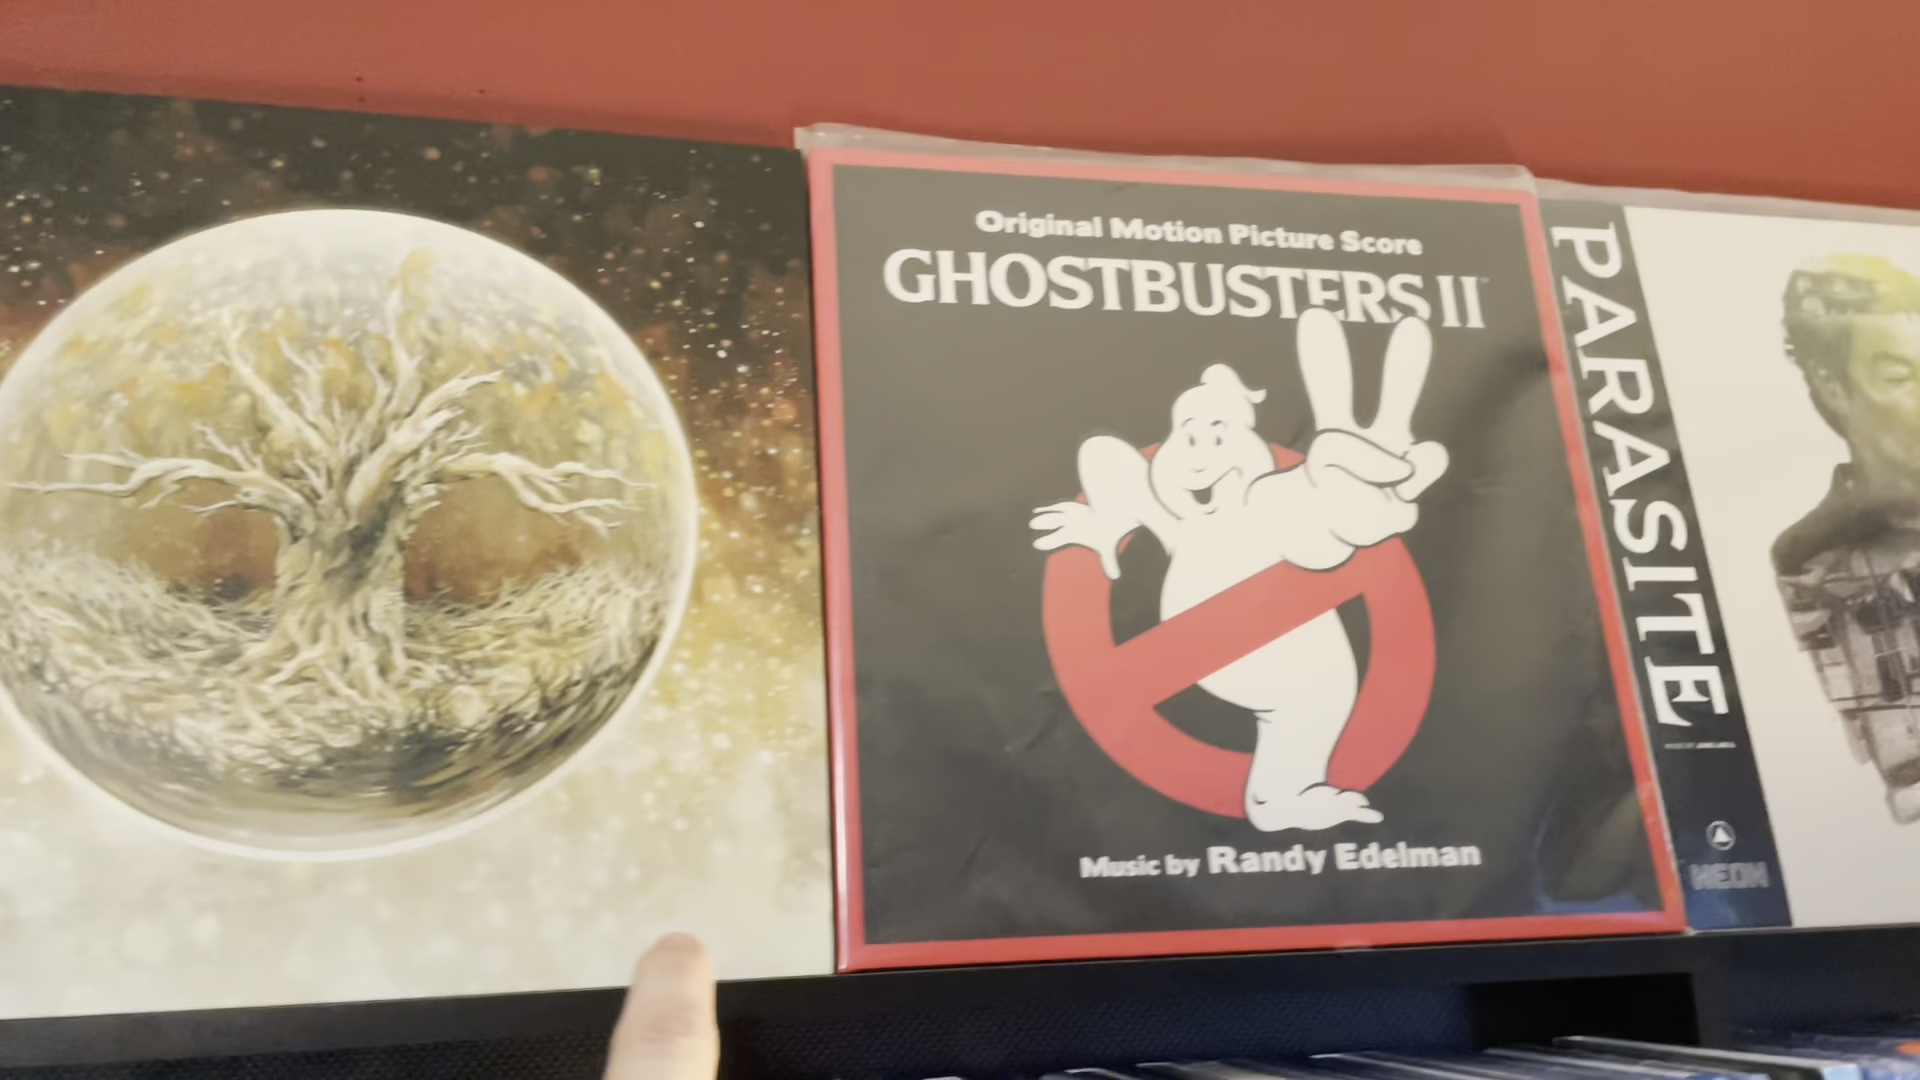 Original Motion Picture Score
GHOSTBUSTERS II
Music by Randy Edelman
PARASITE
NEON